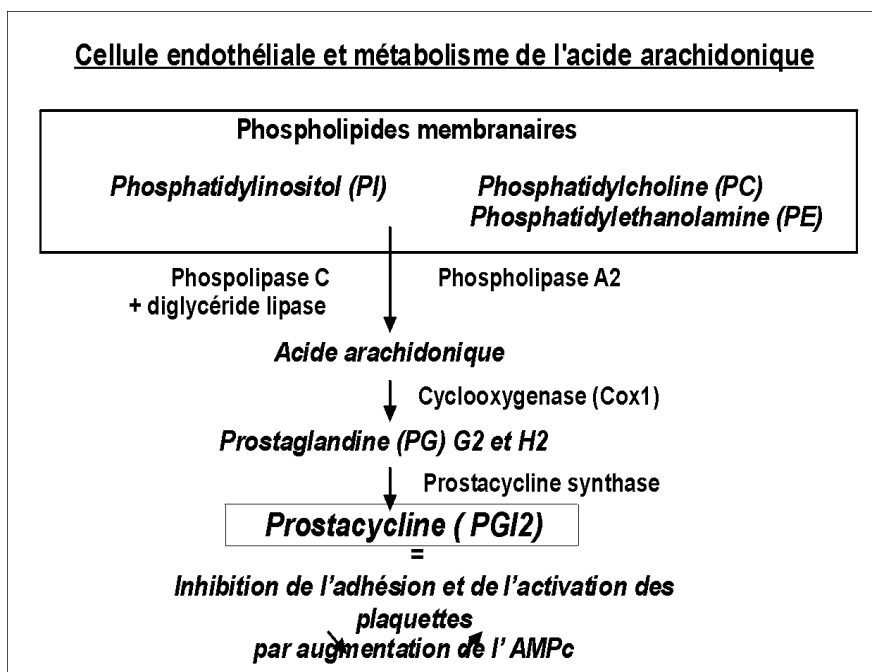 Cellule endothéliale et métabolisme de l'acide arachidonique
Phospholipides membranaires
Phosphatidylinositol (PI) Phosphatidylcholine (PC)
Phosphatidylethanolamine (PE)
Phospolipase C Phospholipase A2
+ diglycéride lipase
Acide arachidonique
Cyclooxygenase (Cox1)
Prostaglandine (PG) G2 et H2
Prostacycline synthase
Prostacycline ( PGI2)
=
Inhibition de l'adhésion et de l'activation des
plaquettes
par augmentation de l' AMPc